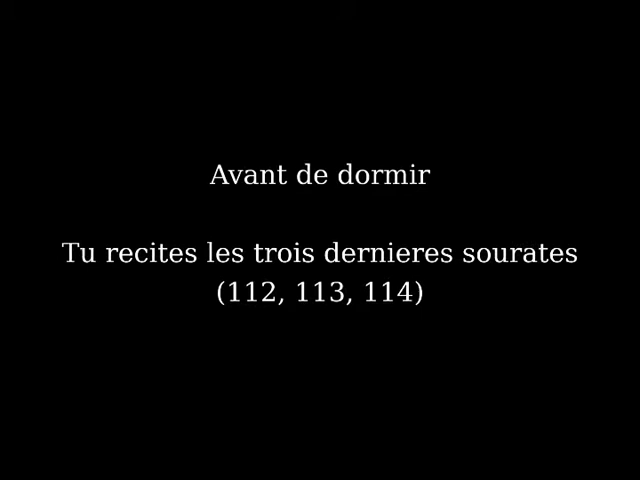 Avant de dormir
Tu recites les trois dernieres sourates
(112, 113, 114)